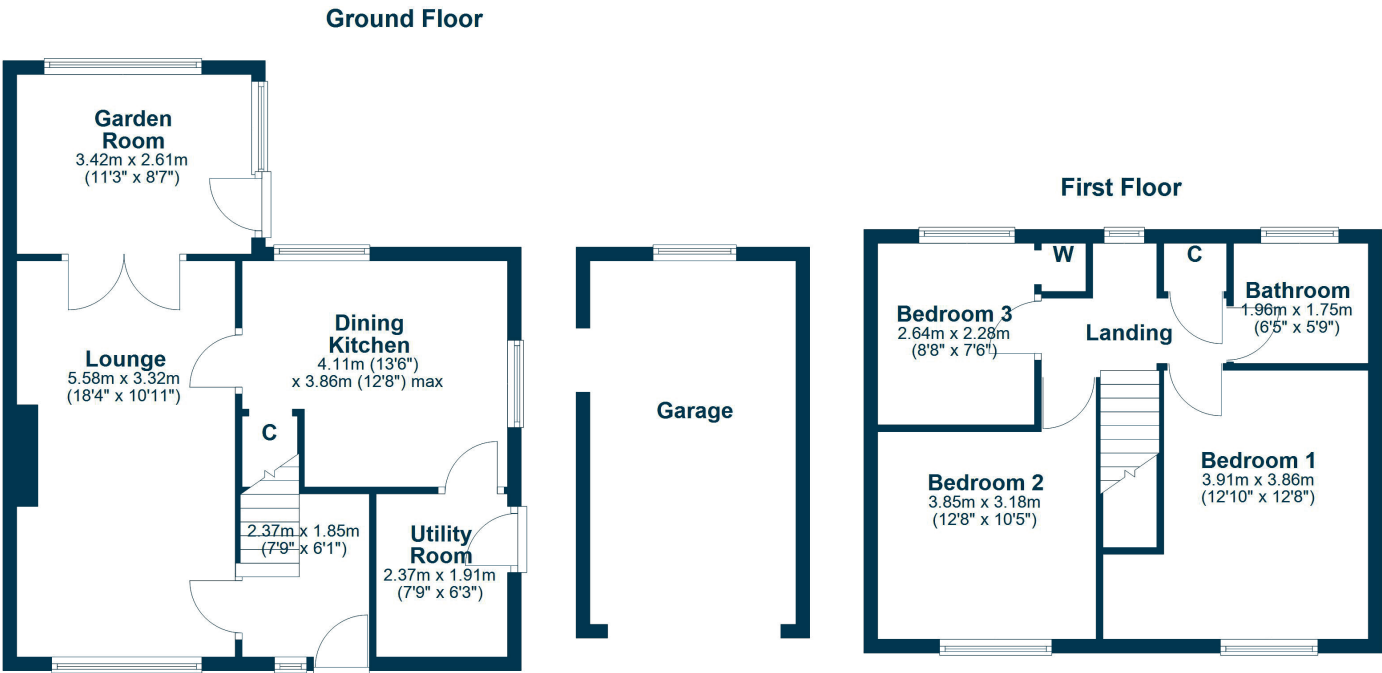 Ground Floor
Garden
Room
3.42m x 2.61m
(11'3" x 8'7")
Lounge
5.58m x 3.32m
(18'4" x 10'11")
Dining
Kitchen
4.11m (13'6")
x 3.86m (12'8") max
C
2.37m x 1.85m
(7'9" x 6'1")
Utility
Room
2.37m x 1.91m
(7'9" x 6'3")
Garage
First Floor
W
C
Bedroom 3
2.64m x 2.28m
(8'8" x 7'6")
Landing
Bathroom
1.96m x 1.75m
(6'5" x 5'9")
Bedroom 2
3.85m x 3.18m
(12'8" x 10'5")
Bedroom 1
3.91m x 3.86m
(12'10" x 12'8")